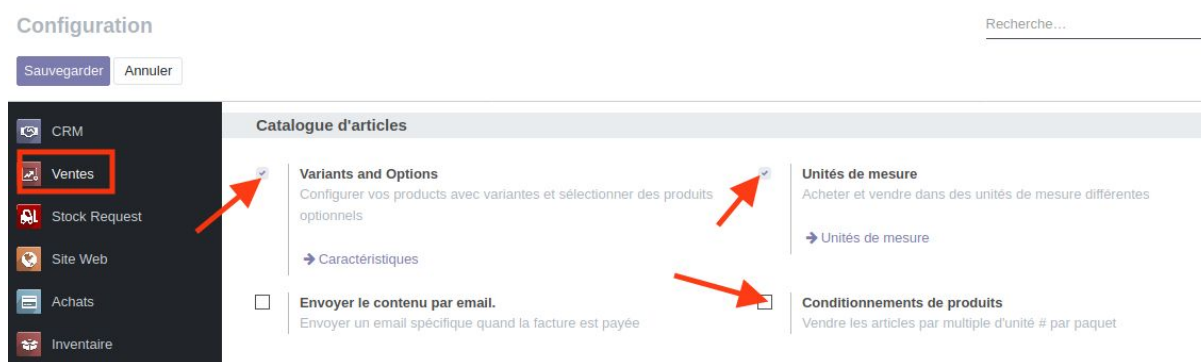 Configuration
Recherche...
Sauvegarder Annuler
CRM
Ventes
Stock Request
Site Web
Achats
Inventaire
Catalogue d'articles
Variants and Options
Configurer vos products avec variantes et sélectionner des produits
optionnels
Caractéristiques
Unités de mesure
Acheter et vendre dans des unités de mesure différentes
Unités de mesure
Envoyer le contenu par email.
Envoyer un email spécifique quand la facture est payée
Conditionnements de produits
Vendre les articles par multiple d'unité # par paquet